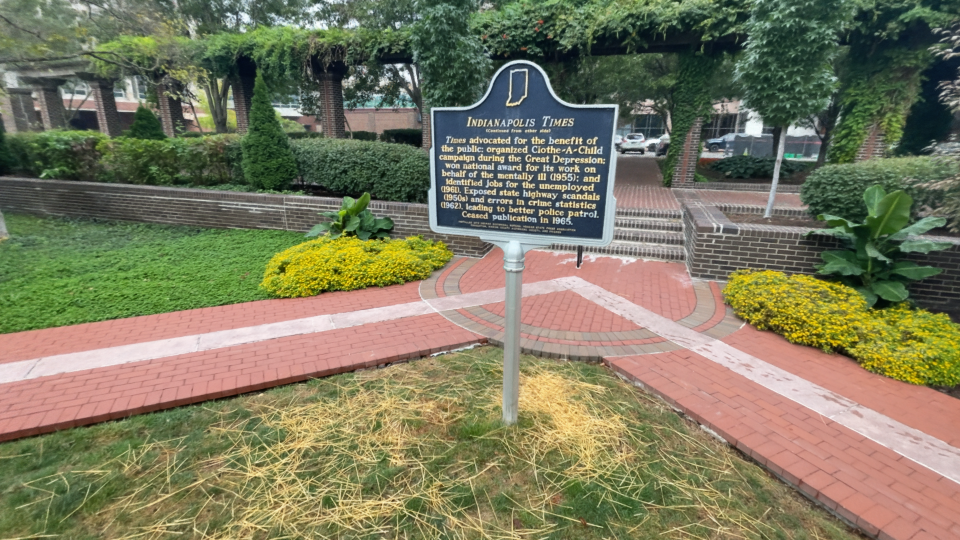 INDIANAPOLIS TIMES
(Continued from other side)
Times advocated for the benefit of
the public: organized Clothe-A-Child
campaign during the Great Depression;
won national award for its work on
behalf of the mentally ill (1955); and
identified jobs for the unemployed
(1961). Exposed state highway scandals
(1950s) and errors in crime statistics
(1962), leading to better police patrol.
Ceased publication in 1965.